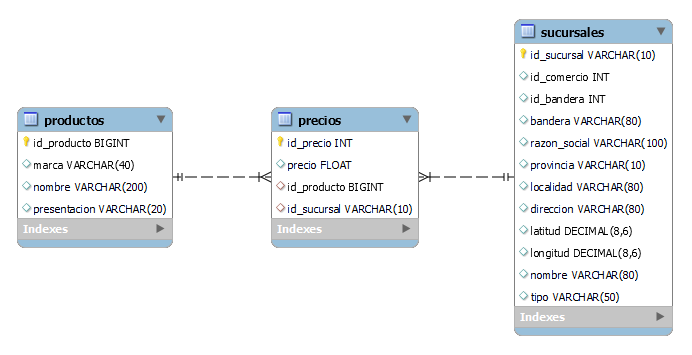 productos
id_producto BIGINT
marca VARCHAR(40)
nombre VARCHAR(200)
presentacion VARCHAR(20)
Indexes
precios
id_precio INT
precio FLOAT
id_producto BIGINT
id_sucursal VARCHAR(10)
Indexes
sucursales
id_sucursal VARCHAR(10)
id_comercio INT
id_bandera INT
bandera VARCHAR(80)
razon_social VARCHAR(100)
provincia VARCHAR(10)
localidad VARCHAR(80)
direccion VARCHAR(80)
latitud DECIMAL(8,6)
longitud DECIMAL(8,6)
nombre VARCHAR(80)
tipo VARCHAR(50)
Indexes